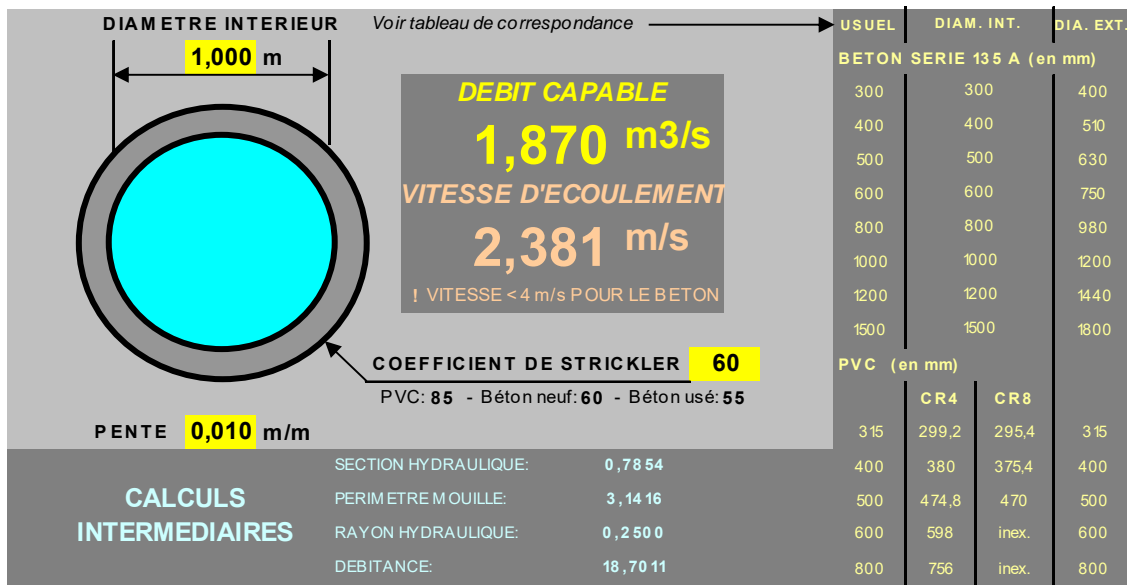 DIAMETRE INTERIEUR
1,000 m
Voir tableau de correspondance
DEBIT CAPABLE
1,870 m3/s
VITESSE D'ECOULEMENT
2,381 m/s
! VITESSE < 4 m/s POUR LE BETON
COEFFICIENT DE STRICKLER 60
PVC: 85 - Béton neuf: 60 - Béton usé: 55
PENTE 0,010 m/m
CALCULS
INTERMEDIAIRES
SECTION HYDRAULIQUE: 0,7854
PERIMETRE MOUILLE: 3,1416
RAYON HYDRAULIQUE: 0,2500
DEBITANCE: 18,7011
USUEL DIAM. INT. DIA. EXT.
BETON SERIE 135 A (en mm)
300 300 400
400 400 510
500 500 630
600 600 750
800 800 980
1000 1000 1200
1200 1200 1440
1500 1500 1800
PVC (en mm)
CR4 CR8
315 299,2 295,4 315
400 380 375,4 400
500 474,8 470 500
600 598 inex. 600
800 756 inex. 800